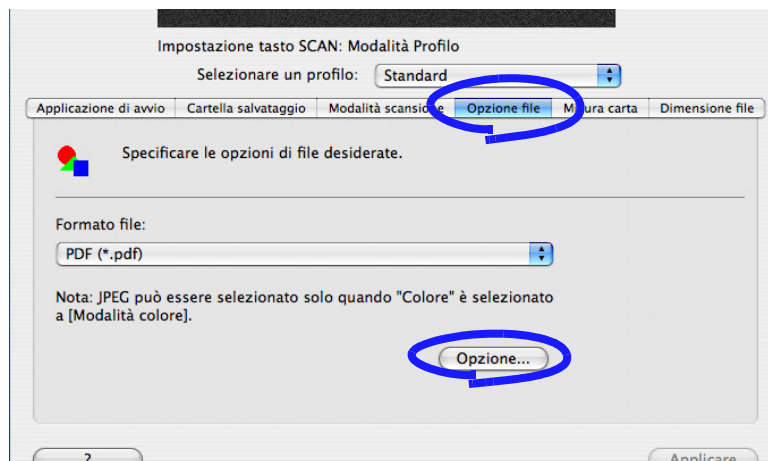 Impostazione tasto SCAN: Modalità Profilo
Selezionare un profilo: Standard
Applicazione di avvio Cartella salvataggio Modalità scansione Opzione file Misura carta Dimensione file
Specificare le opzioni di file desiderate.
Formato file:
PDF (*.pdf)
Nota: JPEG può essere selezionato solo quando "Colore" è selezionato
a [Modalità colore].
Opzione...
? Applicare